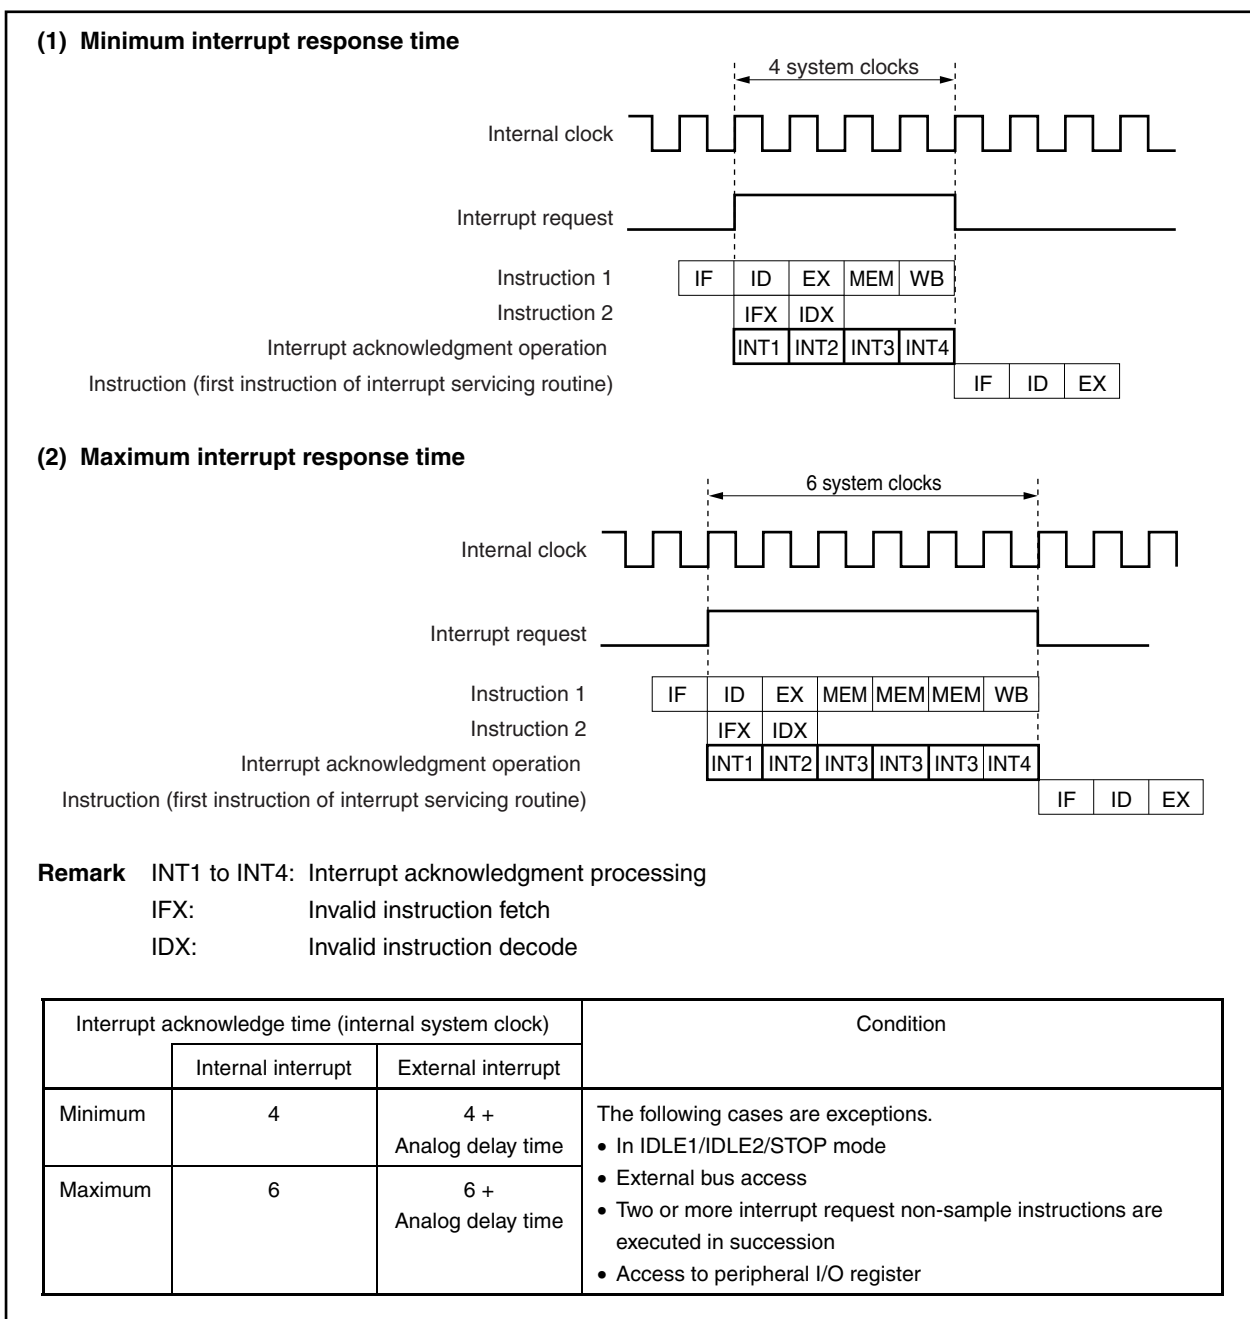 (1) Minimum interrupt response time
4 system clocks
Internal clock
Interrupt request
Instruction 1 IF ID EX MEM WB
Instruction 2 IFX IDX
Interrupt acknowledgment operation INT1 INT2 INT3 INT4
Instruction (first instruction of interrupt servicing routine) IF ID EX
(2) Maximum interrupt response time
6 system clocks
Internal clock
Interrupt request
Instruction 1 IF ID EX MEM MEM MEM WB
Instruction 2 IFX IDX
Interrupt acknowledgment operation INT1 INT2 INT3 INT3 INT3 INT4
Instruction (first instruction of interrupt servicing routine) IF ID EX
Remark INT1 to INT4: Interrupt acknowledgment processing
IFX: Invalid instruction fetch
IDX: Invalid instruction decode
Interrupt acknowledge time (internal system clock) Condition
Internal interrupt External interrupt
Minimum 4 4 +
Analog delay time
Maximum 6 6 +
Analog delay time
The following cases are exceptions.
• In IDLE1/IDLE2/STOP mode
• External bus access
• Two or more interrupt request non-sample instructions are
executed in succession
• Access to peripheral I/O register